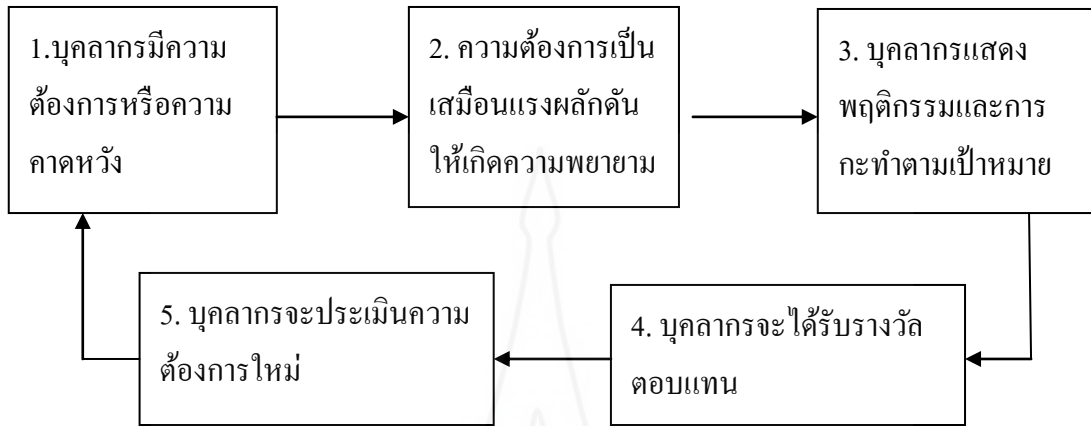 1.บุคลากรมีความ
ต้องการหรือความ
คาดหวัง
2. ความต้องการเป็น
เสมือนแรงผลักดัน
ให้เกิดความพยายาม
3. บุคลากรแสดง
พฤติกรรมและการ
กะทำตามเป้าหมาย
4. บุคลากรจะได้รับรางวัล
ตอบแทน
5. บุคลากรจะประเมินความ
ต้องการใหม่